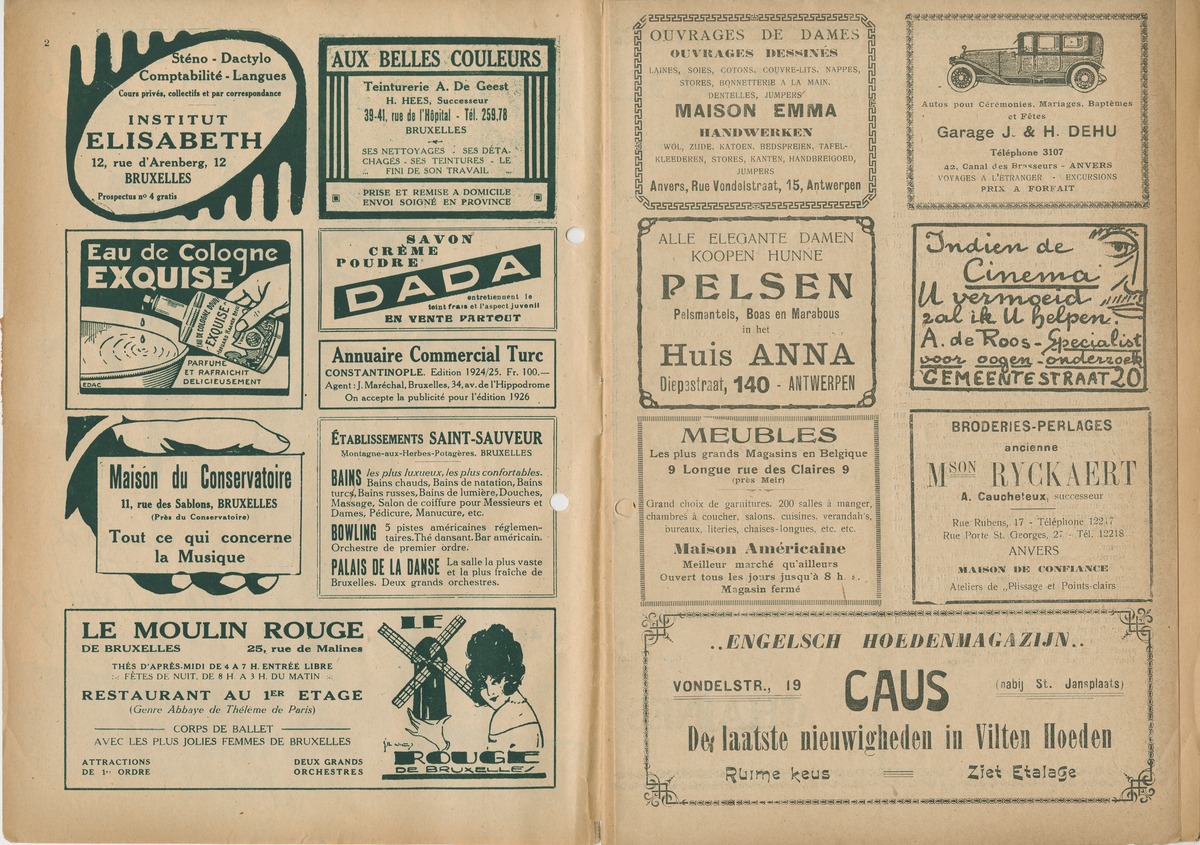 2
Sténo - Dactylo
Comptabilité - Langues
Cours privés, collectifs et par correspondance
INSTITUT
ELISABETH
12, rue d'Arenberg, 12
BRUXELLES
Prospectus nº 4 gratis
AUX BELLES COULEURS
Teinturerie A. De Geest
H. HEES, Successeur
39-41, rue de l'Hôpital - Tél. 259.78
BRUXELLES
SES NETTOYAGES - SES DÉTA-
CHAGES - SES TEINTURES - LE
FINI DE SON TRAVAIL
PRISE ET REMISE A DOMICILE
ENVOI SOIGNÉ EN PROVINCE
Eau de Cologne
EXQUISE
EAU DE COLOGNE
EXQUISE
PARFUME
ET RAFRAICHIT
DELICIEUSEMENT
EDAC
SAVON
CRÈME
POUDRE
DADA
entretiennent le
teint frais et l'aspect juvenil
EN VENTE PARTOUT
Annuaire Commercial Turc
CONSTANTINOPLE. Edition 1924/25. Fr. 100.—
Agent: J. Maréchal, Bruxelles, 34, av. de l'Hippodrome
On accepte la publicité pour l'édition 1926
Maison du Conservatoire
11, rue des Sablons, BRUXELLES
(Près du Conservatoire)
Tout ce qui concerne
la Musique
ÉTABLISSEMENTS SAINT-SAUVEUR
Montagne-aux-Herbes-Potagères. BRUXELLES
BAINS les plus luxueux, les plus confortables.
Bains chauds, Bains de natation, Bains
turcs, Bains russes, Bains de lumière, Douches,
Massage, Salon de coiffure pour Messieurs et
Dames, Pédicure, Manucure, etc.
BOWLING 5 pistes américaines réglemen-
taires. Thé dansant. Bar américain.
Orchestre de premier ordre.
PALAIS DE LA DANSE La salle la plus vaste
et la plus fraîche de
Bruxelles. Deux grands orchestres.
LE MOULIN ROUGE
DE BRUXELLES 25, rue de Malines
THÉS D'APRÈS-MIDI DE 4 A 7 H. ENTRÉE LIBRE
FÊTES DE NUIT, DE 8 H. A 3 H. DU MATIN
RESTAURANT AU 1ER ETAGE
(Genre Abbaye de Thélème de Paris)
CORPS DE BALLET
AVEC LES PLUS JOLIES FEMMES DE BRUXELLES
ATTRACTIONS
DE 1er ORDRE
DEUX GRANDS
ORCHESTRES
LE
ROUGE
DE BRUXELLES
OUVRAGES DE DAMES
OUVRAGES DESSINES
LAINES, SOIES, COTONS, COUVRE-LITS, NAPPES,
STORES, BONNETTERIE A LA MAIN,
DENTELLES, JUMPERS
MAISON EMMA
HANDWERKEN
WOL, ZIJDE, KATOEN, BEDSPREIEN, TAFEL-
KLEEDEREN, STORES, KANTEN, HANDBREIGOED,
JUMPERS
Anvers, Rue Vondelstraat, 15, Antwerpen
Autos pour Cérémonies, Mariages, Baptèmes
et Fêtes
Garage J. & H. DEHU
Téléphone 3107
42, Canal des Brasseurs - ANVERS
VOYAGES A L'ÉTRANGER - EXCURSIONS
PRIX A FORFAIT
ALLE ELEGANTE DAMEN
KOOPEN HUNNE
PELSEN
Pelsmantels, Boas en Marabous
in het
Huis ANNA
Diepestraat, 140 - ANTWERPEN
Indien de
Cinema
U vermoeid
zal ik U helpen.
A. de Roos - Specialist
voor oogen-onderzoek
GEMEENTESTRAAT 20
MEUBLES
Les plus grands Magasins en Belgique
9 Longue rue des Claires 9
(près Meir)
Grand choix de garnitures. 200 salles à manger,
chambres à coucher, salons, cuisines, verandah's,
bureaux, literies, chaises-longues, etc. etc.
Maison Américaine
Meilleur marché qu'ailleurs
Ouvert tous les jours jusqu'à 8 h.
Magasin fermé
BRODERIES-PERLAGES
ancienne
MSON RYCKAERT
A. Caucheteux, successeur
Rue Rubens, 17 - Téléphone 12217
Rue Porte St. Georges, 27 - Tél. 12218
ANVERS
MAISON DE CONFIANCE
Ateliers de „Plissage et Points-clairs
..ENGELSCH HOEDENMAGAZIJN..
VONDELSTR., 19 CAUS (nabij St. Jansplaats)
De laatste nieuwigheden in Vilten Hoeden
Ruime keus Ziet Etalage